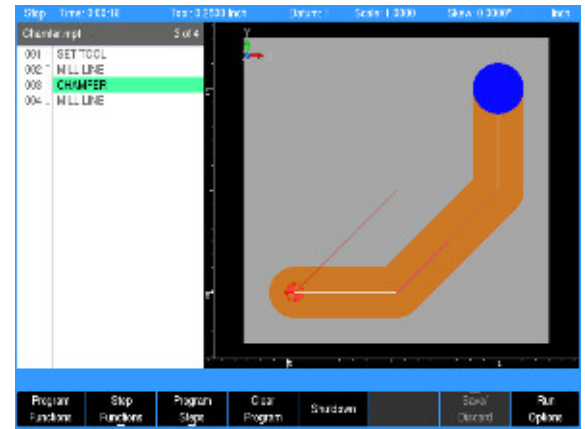 Stop Time: 0:00:18 Tool: 0.2500 Inch Datum: 1 Scale: 1.0000 Skew: 0.0000° Inch
Chamfer.mpt 3 of 4
001 SET TOOL
002 MILL LINE
003 CHAMFER
004 MILL LINE
Y
Program Functions
Step Functions
Program Steps
Clear Program
Shutdown
Save/ Discard
Run Options